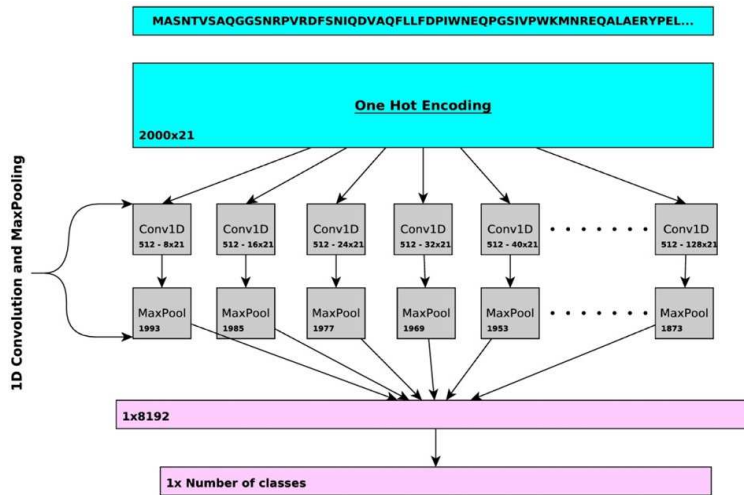 MASNTVSAQGGSNRPVRDFSNIQDVAQFLLFDPIWNEQPGSIVPWKMNREQALAERYPEL...
One Hot Encoding
2000x21
1D Convolution and MaxPooling
Conv1D Conv1D Conv1D Conv1D Conv1D Conv1D
512 - 8x21 512 - 16x21 512 - 24x21 512 - 32x21 512 - 40x21 512 - 128x21
MaxPool MaxPool MaxPool MaxPool MaxPool MaxPool
1993 1985 1977 1969 1953 1873
1x8192
1x Number of classes